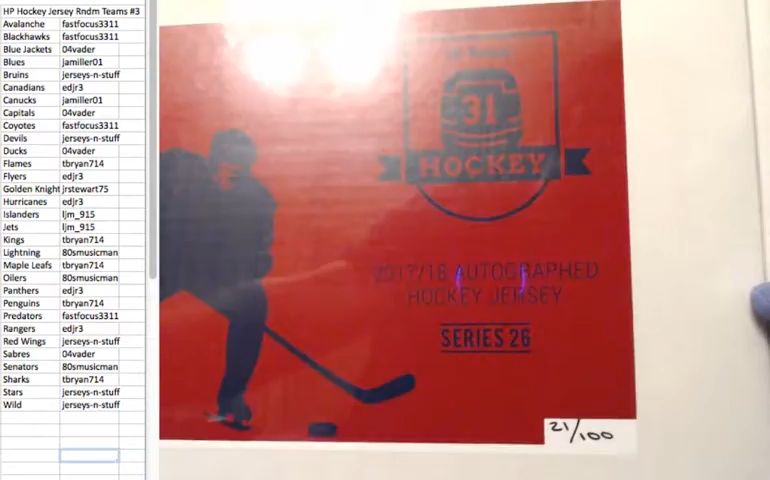 HP Hockey Jersey Rndm Teams #3
Avalanche fastfocus3311
Blackhawks fastfocus3311
Blue Jackets 04vader
Blues jamiller01
Bruins jerseys-n-stuff
Canadians edjr3
Canucks jamiller01
Capitals 04vader
Coyotes fastfocus3311
Devils jerseys-n-stuff
Ducks 04vader
Flames tbryan714
Flyers edjr3
Golden Knight jrstewart75
Hurricanes edjr3
Islanders ljm_915
Jets ljm_915
Kings tbryan714
Lightning 80smusicman
Maple Leafs tbryan714
Oilers 80smusicman
Panthers edjr3
Penguins tbryan714
Predators fastfocus3311
Rangers edjr3
Red Wings jerseys-n-stuff
Sabres 04vader
Senators 80smusicman
Sharks tbryan714
Stars jerseys-n-stuff
Wild jerseys-n-stuff
31
HOCKEY
2017/18 AUTOGRAPHED
HOCKEY JERSEY
SERIES 26
21/100